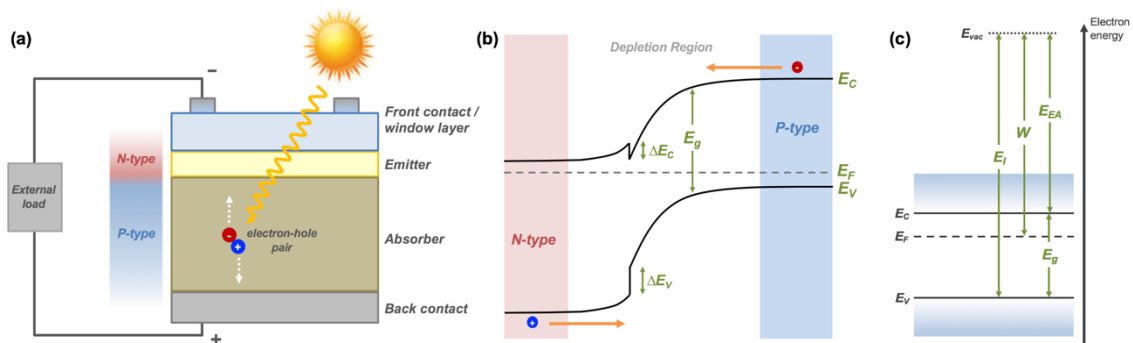 (a)
−
Front contact /
window layer
N-type
Emitter
External
load
P-type
electron-hole
pair
-
+
Absorber
Back contact
+
(b)
Depletion Region
-
E_C
ΔE_C
E_g
P-type
E_F
E_V
N-type
ΔE_V
+
(c)
Electron
energy
E_vac
E_EA
W
E_I
E_C
E_F
E_g
E_V